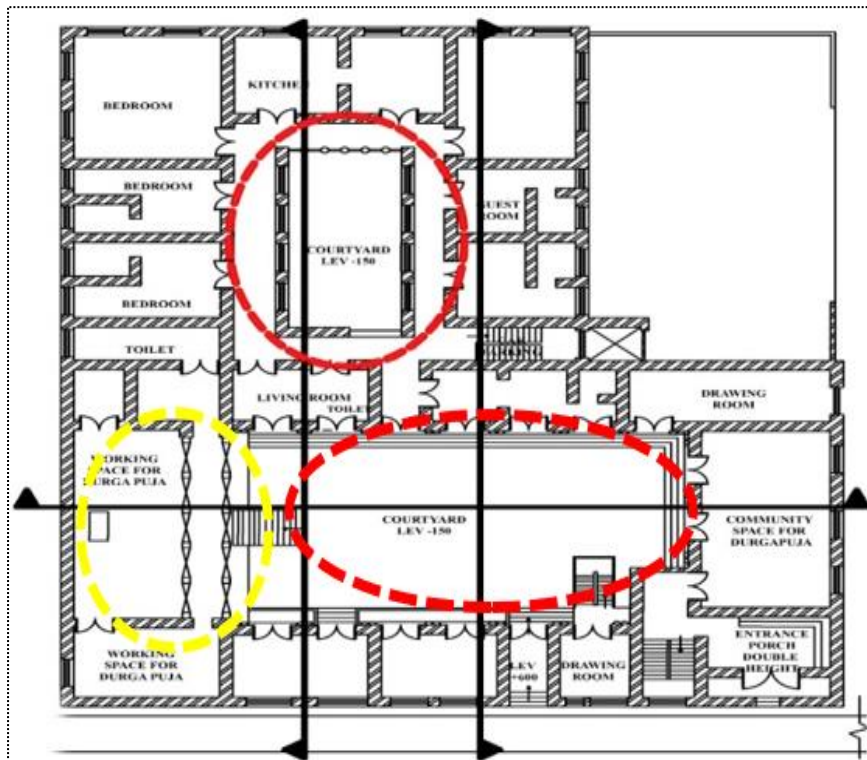 KITCHEN
BEDROOM
BEDROOM
GUEST
ROOM
COURTYARD
LEV -150
BEDROOM
TOILET
LIVING ROOM
TOILET
DRAWING
ROOM
WORKING
SPACE FOR
DURGA PUJA
COURTYARD
LEV -150
COMMUNITY
SPACE FOR
DURGAPUJA
WORKING
SPACE FOR
DURGA PUJA
LEV
+600
DRAWING
ROOM
ENTRANCE
PORCH
DOUBLE
HEIGHT